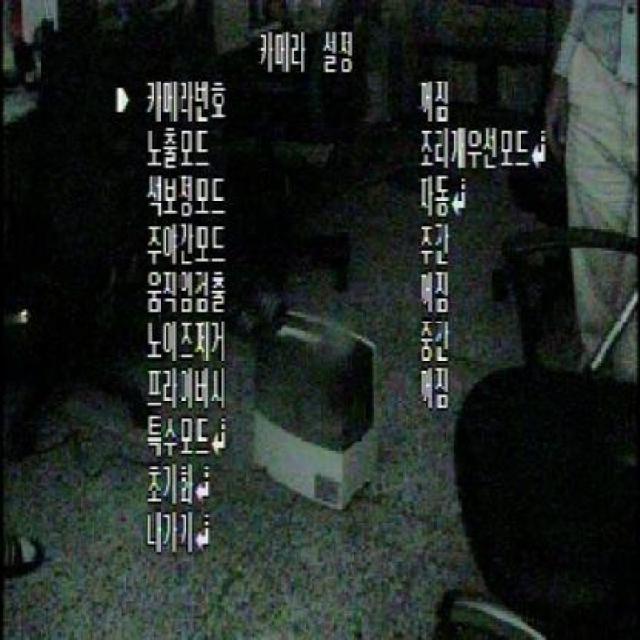 카메라 설정
카메라번호 꺼짐
노출모드 조리개우선모드↲
색보정모드 자동↲
주야간모드 주간
움직임검출 꺼짐
노이즈제거 중간
프라이버시 꺼짐
특수모드↲
초기화↲
나가기↲